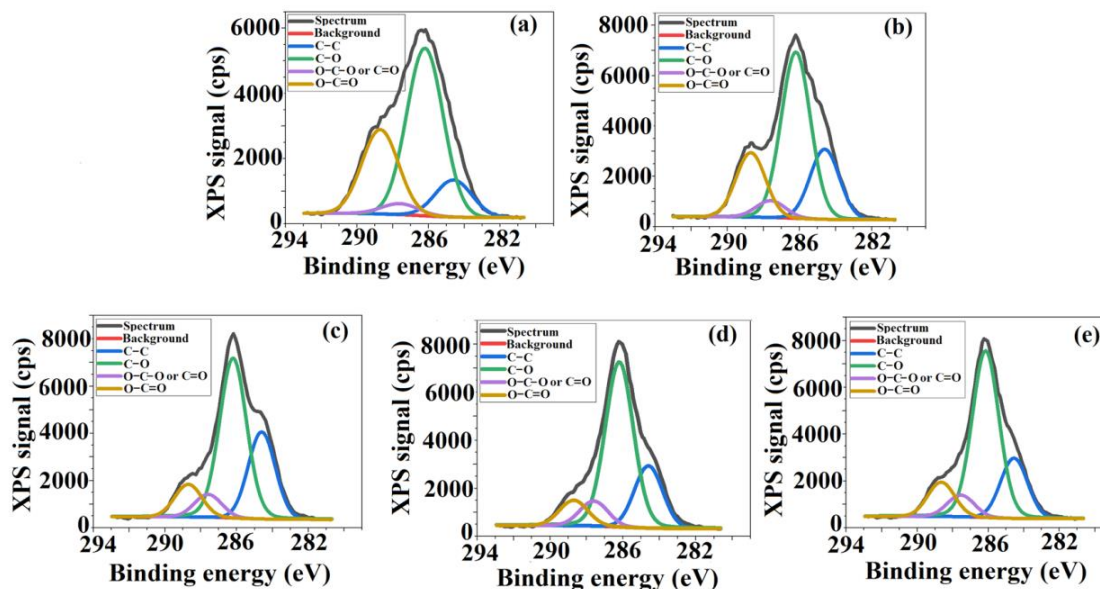 (a)
6000
4000
2000
0
XPS signal (cps)
Spectrum
Background
C−C
C−O
O−C−O or C=O
O−C=O
294 290 286 282
Binding energy (eV)
(b)
8000
6000
4000
2000
0
XPS signal (cps)
Spectrum
Background
C−C
C−O
O−C−O or C=O
O−C=O
294 290 286 282
Binding energy (eV)
(c)
8000
6000
4000
2000
0
XPS signal (cps)
Spectrum
Background
C−C
C−O
O−C−O or C=O
O−C=O
294 290 286 282
Binding energy (eV)
(d)
8000
6000
4000
2000
0
XPS signal (cps)
Spectrum
Background
C−C
C−O
O−C−O or C=O
O−C=O
294 290 286 282
Binding energy (eV)
(e)
8000
6000
4000
2000
0
XPS signal (cps)
Spectrum
Background
C−C
C−O
O−C−O or C=O
O−C=O
294 290 286 282
Binding energy (eV)